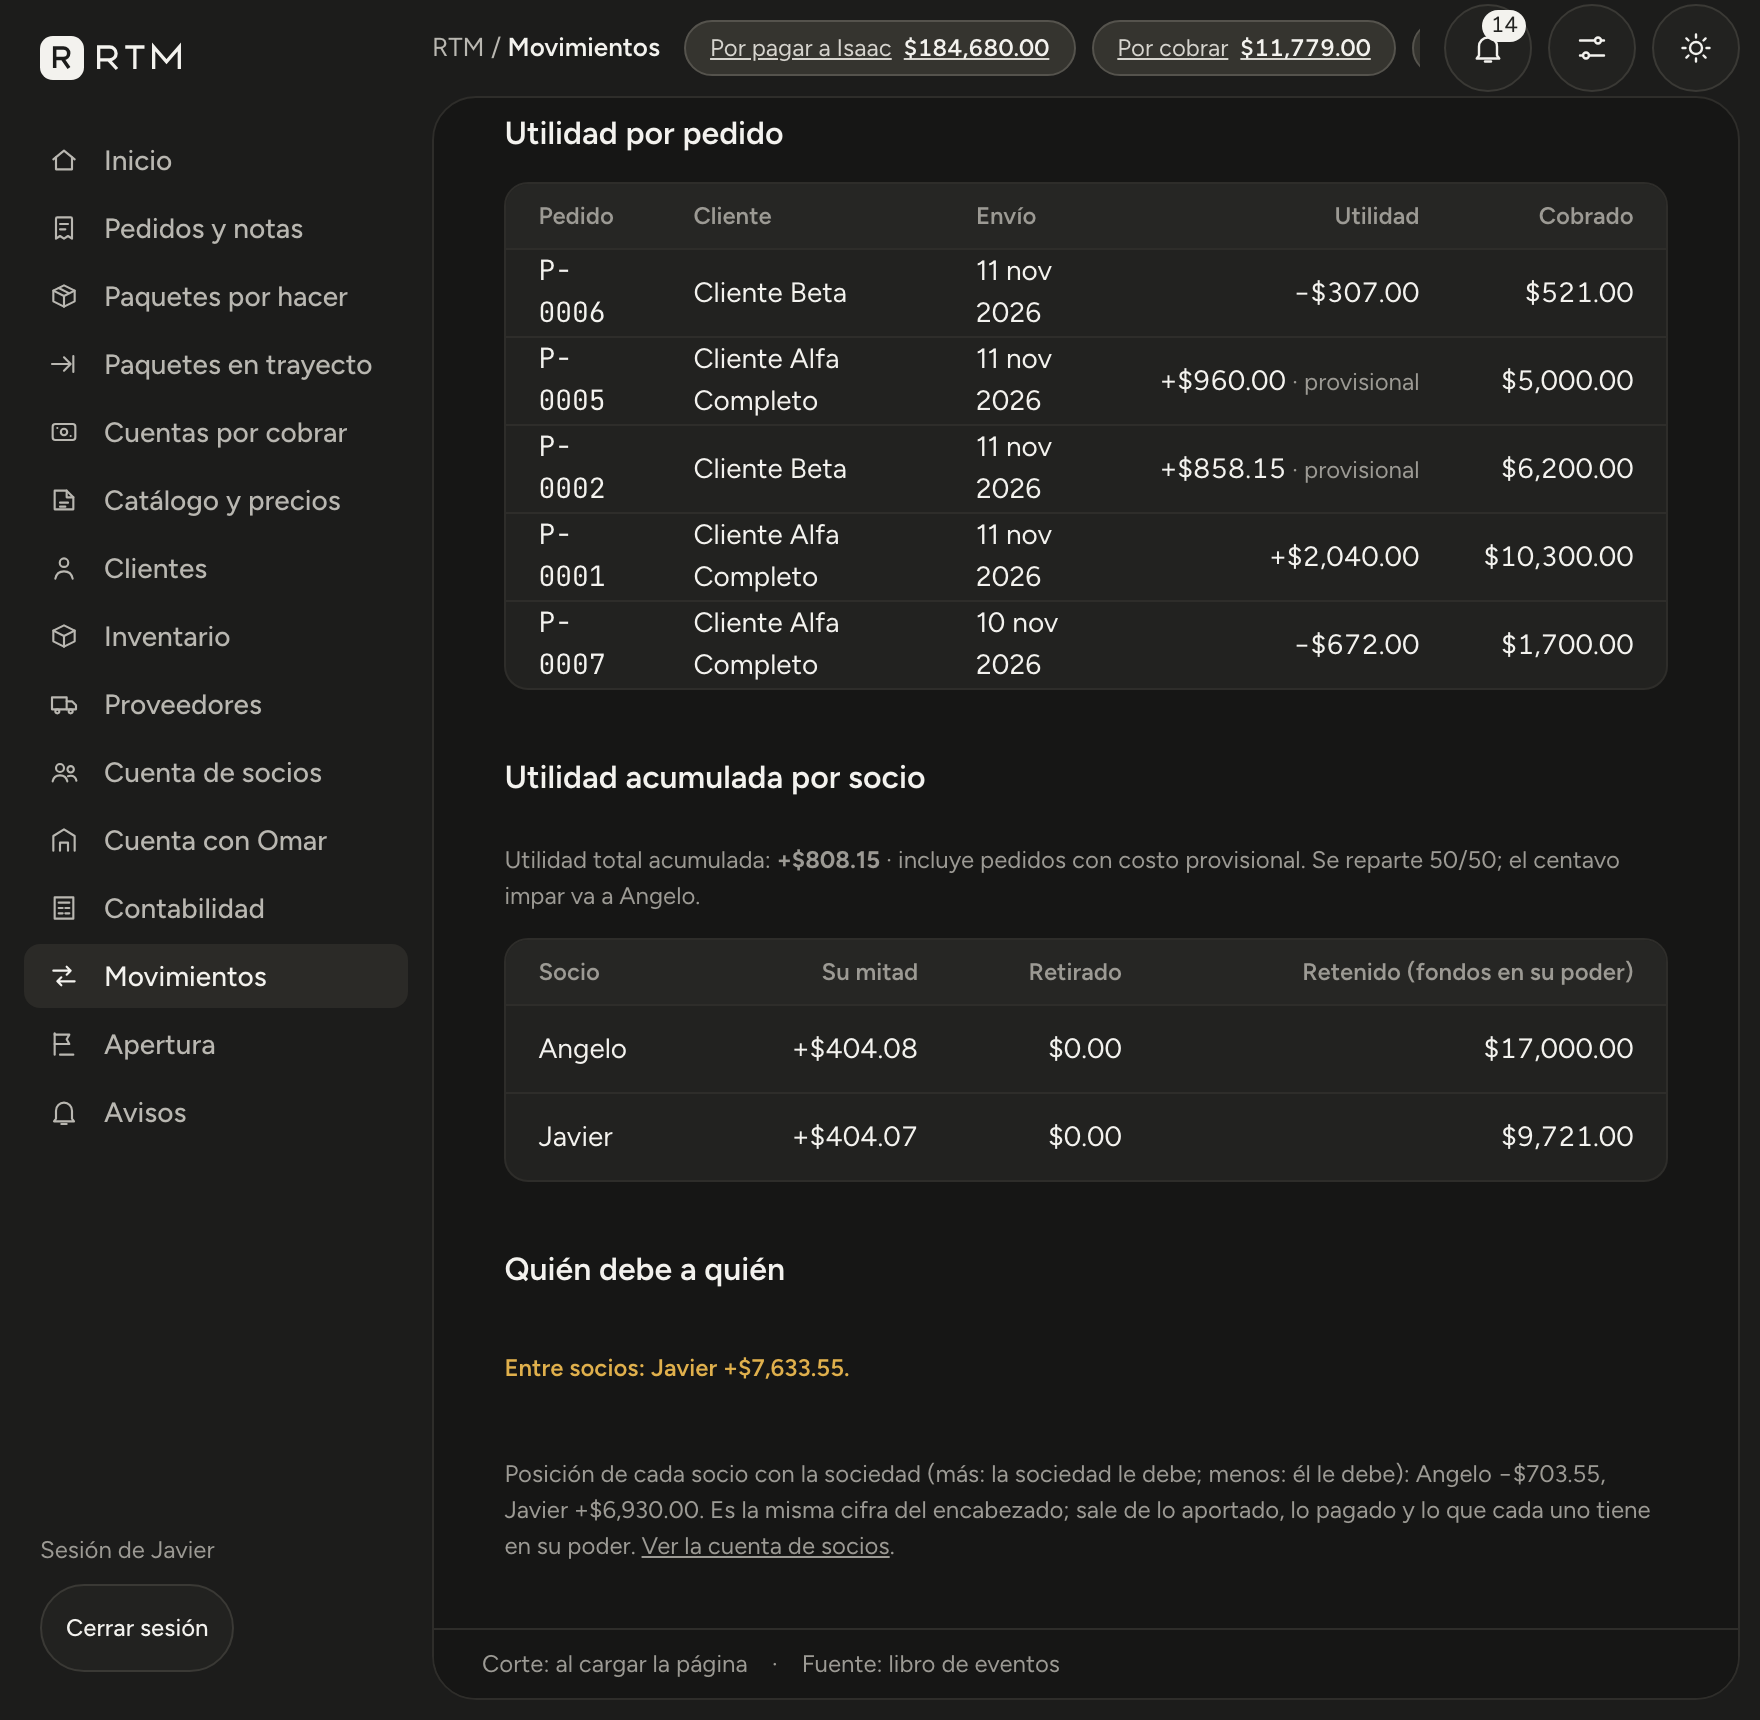 R RTM
RTM / Movimientos
Por pagar a Isaac $184,680.00
Por cobrar $11,779.00
14
Inicio
Pedidos y notas
Paquetes por hacer
Paquetes en trayecto
Cuentas por cobrar
Catálogo y precios
Clientes
Inventario
Proveedores
Cuenta de socios
Cuenta con Omar
Contabilidad
Movimientos
Apertura
Avisos
Sesión de Javier
Cerrar sesión
Utilidad por pedido
Pedido Cliente Envío Utilidad Cobrado
P-0006 Cliente Beta 11 nov 2026 −$307.00 $521.00
P-0005 Cliente Alfa Completo 11 nov 2026 +$960.00 · provisional $5,000.00
P-0002 Cliente Beta 11 nov 2026 +$858.15 · provisional $6,200.00
P-0001 Cliente Alfa Completo 11 nov 2026 +$2,040.00 $10,300.00
P-0007 Cliente Alfa Completo 10 nov 2026 −$672.00 $1,700.00
Utilidad acumulada por socio
Utilidad total acumulada: +$808.15 · incluye pedidos con costo provisional. Se reparte 50/50; el centavo
impar va a Angelo.
Socio Su mitad Retirado Retenido (fondos en su poder)
Angelo +$404.08 $0.00 $17,000.00
Javier +$404.07 $0.00 $9,721.00
Quién debe a quién
Entre socios: Javier +$7,633.55.
Posición de cada socio con la sociedad (más: la sociedad le debe; menos: él le debe): Angelo −$703.55,
Javier +$6,930.00. Es la misma cifra del encabezado; sale de lo aportado, lo pagado y lo que cada uno tiene
en su poder. Ver la cuenta de socios.
Corte: al cargar la página · Fuente: libro de eventos